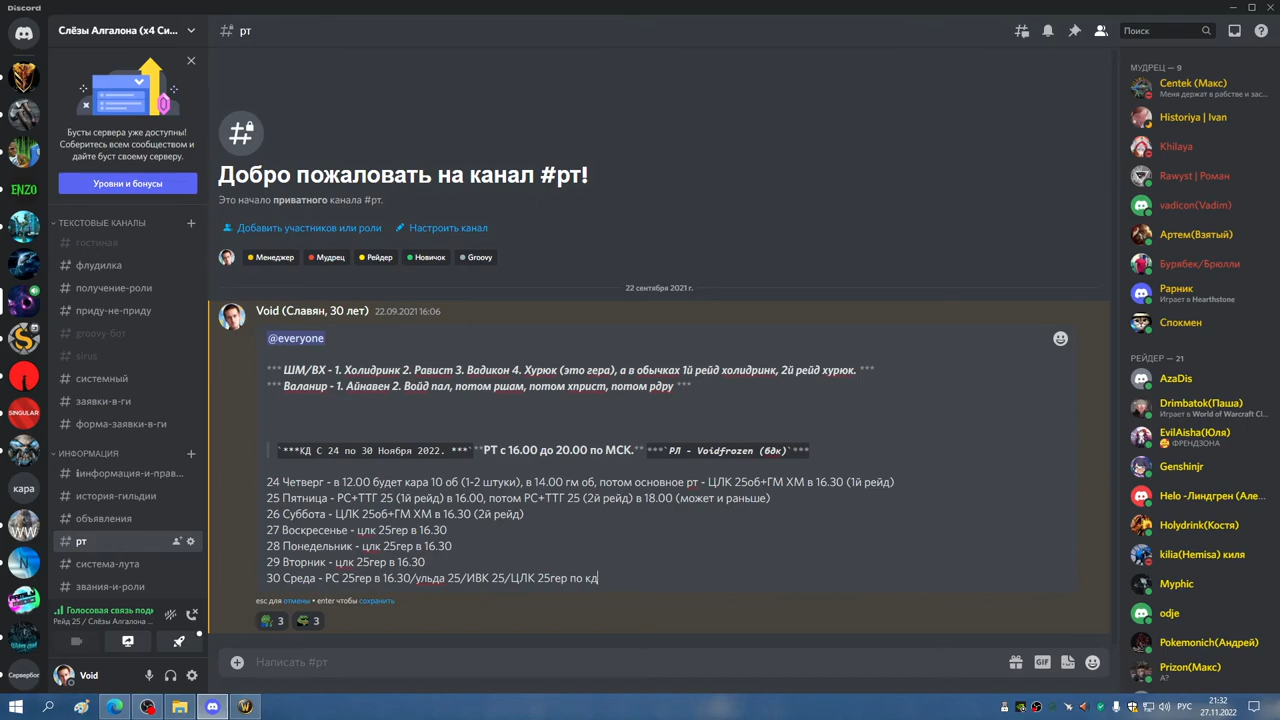 Discord
Слёзы Алгалона (x4 Си...
рт
Поиск
Бусты сервера уже доступны!
Соберитесь всем сообществом и
дайте буст своему серверу.
Уровни и бонусы
ТЕКСТОВЫЕ КАНАЛЫ
гостиная
флудилка
получение-роли
приду-не-приду
groovy-бот
sirus
системный
заявки-в-ги
форма-заявки-в-ги
ИНФОРМАЦИЯ
информация-и-прав...
история-гильдии
объявления
рт
система-лута
звания-и-роли
Голосовая связь подк
Рейд 25 / Слёзы Алгалона ...
Void
ENZO
SINGULAR
кара
Сервербог
Добро пожаловать на канал #рт!
Это начало приватного канала #рт.
Добавить участников или роли
Настроить канал
Менеджер
Мудрец
Рейдер
Новичок
Groovy
22 сентября 2021 г.
Void (Славян, 30 лет) 22.09.2021 16:06
@everyone
*** ШМ/ВХ - 1. Холидринк 2. Равист 3. Вадикон 4. Хурюк (это гера), а в обычках 1й рейд холидринк, 2й рейд хурюк. ***
*** Валанир - 1. Айнавен 2. Войд пал, потом ршам, потом хприст, потом рдру ***
`***КД С 24 по 30 Ноября 2022. *** `**РТ с 16.00 до 20.00 по МСК.** ***`РЛ - Voidfrozen (бдк)`***
24 Четверг - в 12.00 будет кара 10 об (1-2 штуки), в 14.00 гм об, потом основное рт - ЦЛК 25об+ГМ ХМ в 16.30 (1й рейд)
25 Пятница - РС+ТТГ 25 (1й рейд) в 16.00, потом РС+ТТГ 25 (2й рейд) в 18.00 (может и раньше)
26 Суббота - ЦЛК 25об+ГМ ХМ в 16.30 (2й рейд)
27 Воскресенье - цлк 25гер в 16.30
28 Понедельник - цлк 25гер в 16.30
29 Вторник - цлк 25гер в 16.30
30 Среда - РС 25гер в 16.30/ульда 25/ИВК 25/ЦЛК 25гер по кд
esc для отмены • enter чтобы сохранить
3
3
Написать #рт
GIF
МУДРЕЦ — 9
Centek (Макс)
Меня держат в рабстве и зас...
Historiya | Ivan
Khilaya
Rawyst | Роман
vadicon(Vadim)
Артем(Взятый)
Бурябек/Брюлли
Рарник
Играет в Hearthstone
Спокмен
РЕЙДЕР — 21
AzaDis
Drimbatok(Паша)
Играет в World of Warcraft Cl...
EvilAisha(Юля)
ФРЕНДЗОНА
Genshinjr
Helo -Линдгрен (Але...
Holydrink(Костя)
kilia(Hemisa) киля
Myphic
odje
Pokemonich(Андрей)
Prizon(Макс)
А?
РУС
21:32
27.11.2022